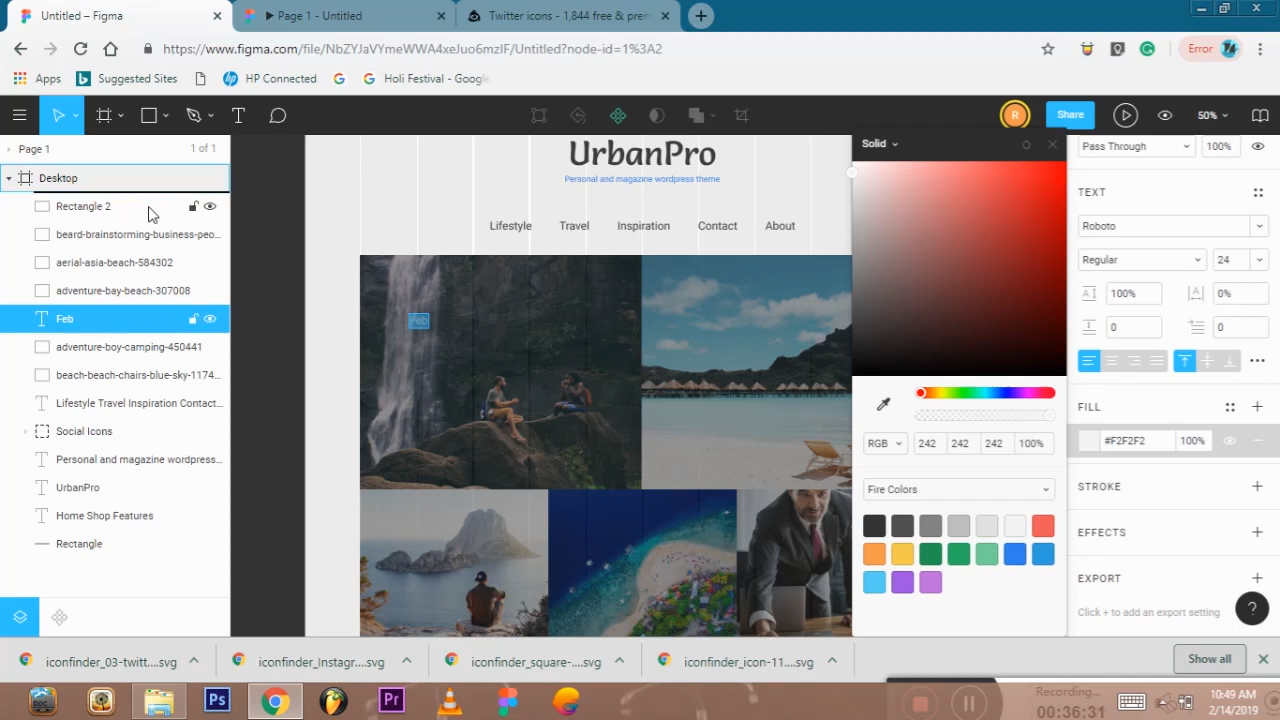 Untitled – Figma
Page 1 - Untitled
Twitter icons - 1,844 free & pren
https://www.figma.com/file/NbZYJaVYmeWWA4xeJuo6mzIF/Untitled?node-id=1%3A2
Error
Apps
Suggested Sites
HP Connected
Holi Festival - Google
Share
50%
Page 1
1 of 1
Desktop
Rectangle 2
beard-brainstorming-business-peo...
aerial-asia-beach-584302
adventure-bay-beach-307008
Feb
adventure-boy-camping-450441
beach-beach-chairs-blue-sky-1174...
Lifestyle Travel Inspiration Contact...
Social Icons
Personal and magazine wordpress...
UrbanPro
Home Shop Features
Rectangle
UrbanPro
Personal and magazine wordpress theme
Lifestyle Travel Inspiration Contact About
Feb
Solid
RGB 242 242 242 100%
Fire Colors
Pass Through 100%
TEXT
Roboto
Regular 24
100% 0%
0 0
FILL
#F2F2F2 100%
STROKE
EFFECTS
EXPORT
Click + to add an export setting
?
iconfinder_03-twitt....svg
iconfinder_Instagr....svg
iconfinder_square-....svg
iconfinder_icon-11....svg
Show all
Ps
Pr
Recording...
00:36:31
10:49 AM
2/14/2019